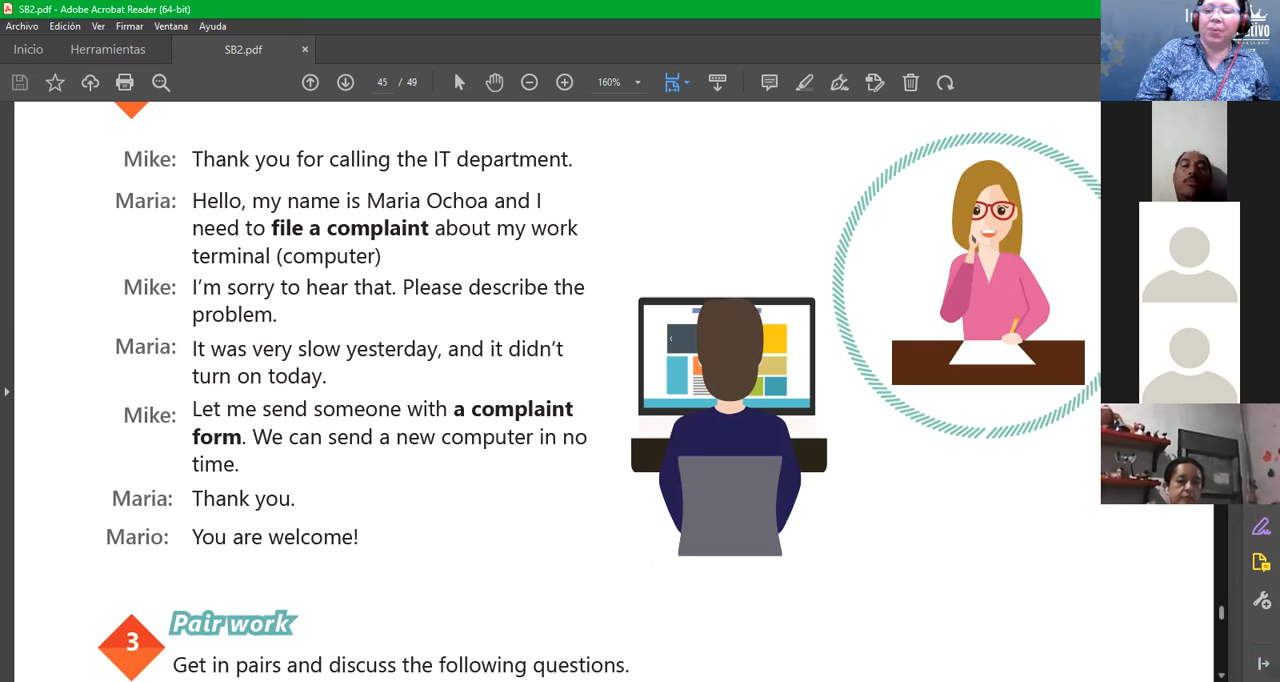 SB2.pdf - Adobe Acrobat Reader (64-bit)
Archivo Edición Ver Firmar Ventana Ayuda
Inicio Herramientas SB2.pdf ×
45 / 49 160%
Mike: Thank you for calling the IT department.
Maria: Hello, my name is Maria Ochoa and I
need to file a complaint about my work
terminal (computer)
Mike: I'm sorry to hear that. Please describe the
problem.
Maria: It was very slow yesterday, and it didn't
turn on today.
Mike: Let me send someone with a complaint
form. We can send a new computer in no
time.
Maria: Thank you.
Mario: You are welcome!
3 Pair work
Get in pairs and discuss the following questions.